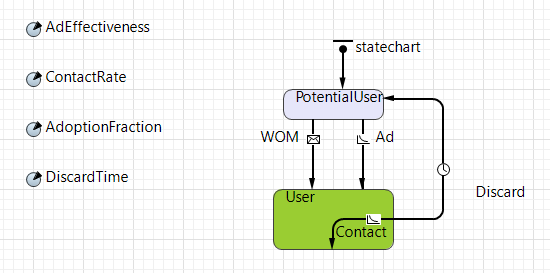 AdEffectiveness
statechart
ContactRate
PotentialUser
AdoptionFraction
WOM
Ad
DiscardTime
User
Discard
Contact